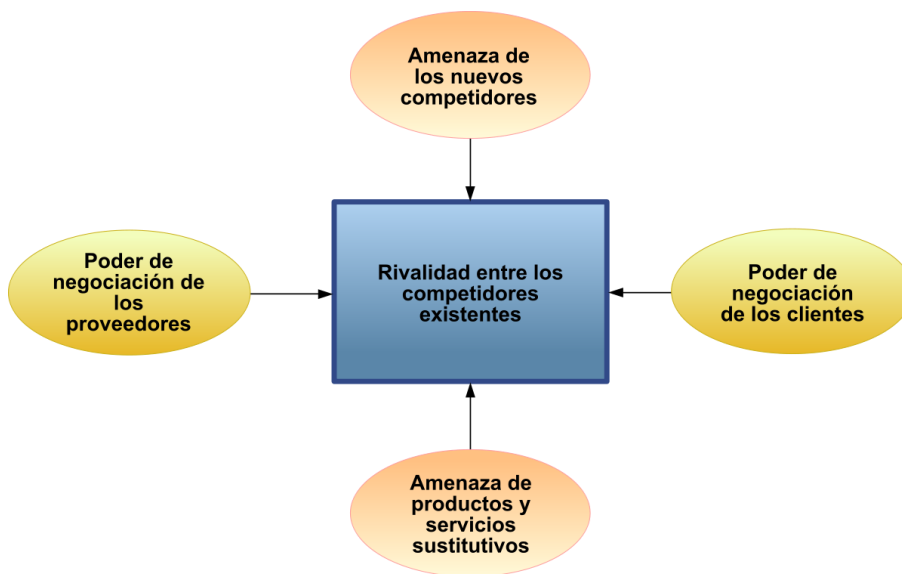 Amenaza de
los nuevos
competidores
Poder de
negociación de
los
proveedores
Rivalidad entre los
competidores
existentes
Poder de
negociación
de los clientes
Amenaza de
productos y
servicios
sustitutivos